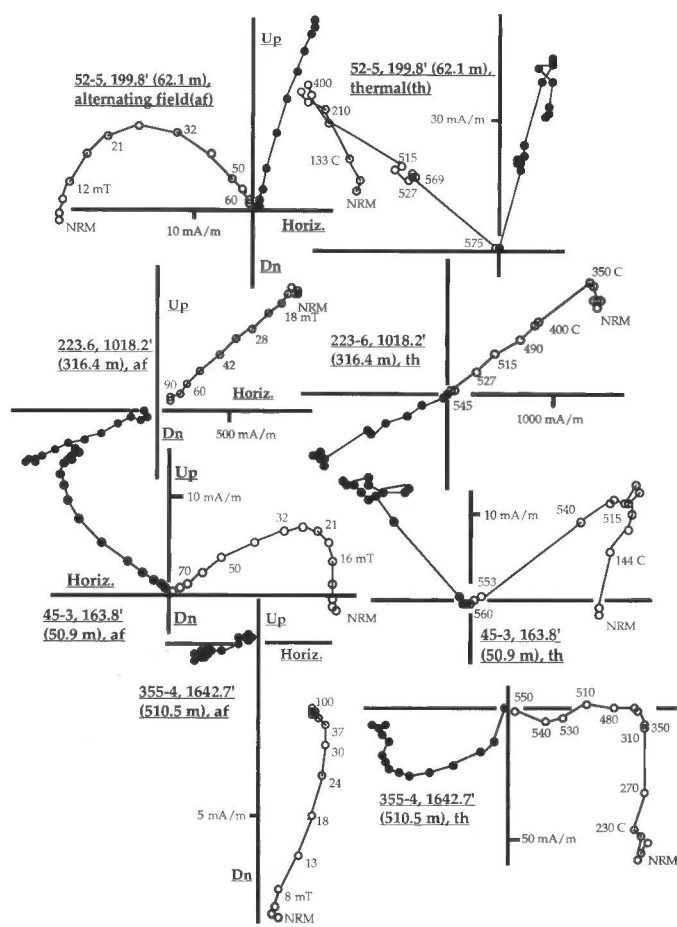 Up
52-5, 199.8' (62.1 m),
alternating field(af)
32
21
50
12 mT
60
NRM
10 mA/m
Horiz.
Dn
52-5, 199.8' (62.1 m),
thermal(th)
400
210
30 mA/m
133 C
515
569
527
NRM
575
Up
NRM
18 mT
28
223.6, 1018.2'
(316.4 m), af
42
90
60
Horiz.
500 mA/m
Dn
350 C
NRM
400 C
223-6, 1018.2'
(316.4 m), th
490
515
527
545
1000 mA/m
Up
10 mA/m
32
21
16 mT
50
70
Horiz.
NRM
45-3, 163.8'
(50.9 m), af
Dn
10 mA/m
540
515
144 C
553
560
NRM
45-3, 163.8'
(50.9 m), th
Up
Horiz.
355-4, 1642.7'
(510.5 m), af
100
37
30
24
5 mA/m
18
13
Dn
8 mT
NRM
550
510
540
530
480
350
310
355-4, 1642.7'
(510.5 m), th
270
230 C
50 mA/m
NRM